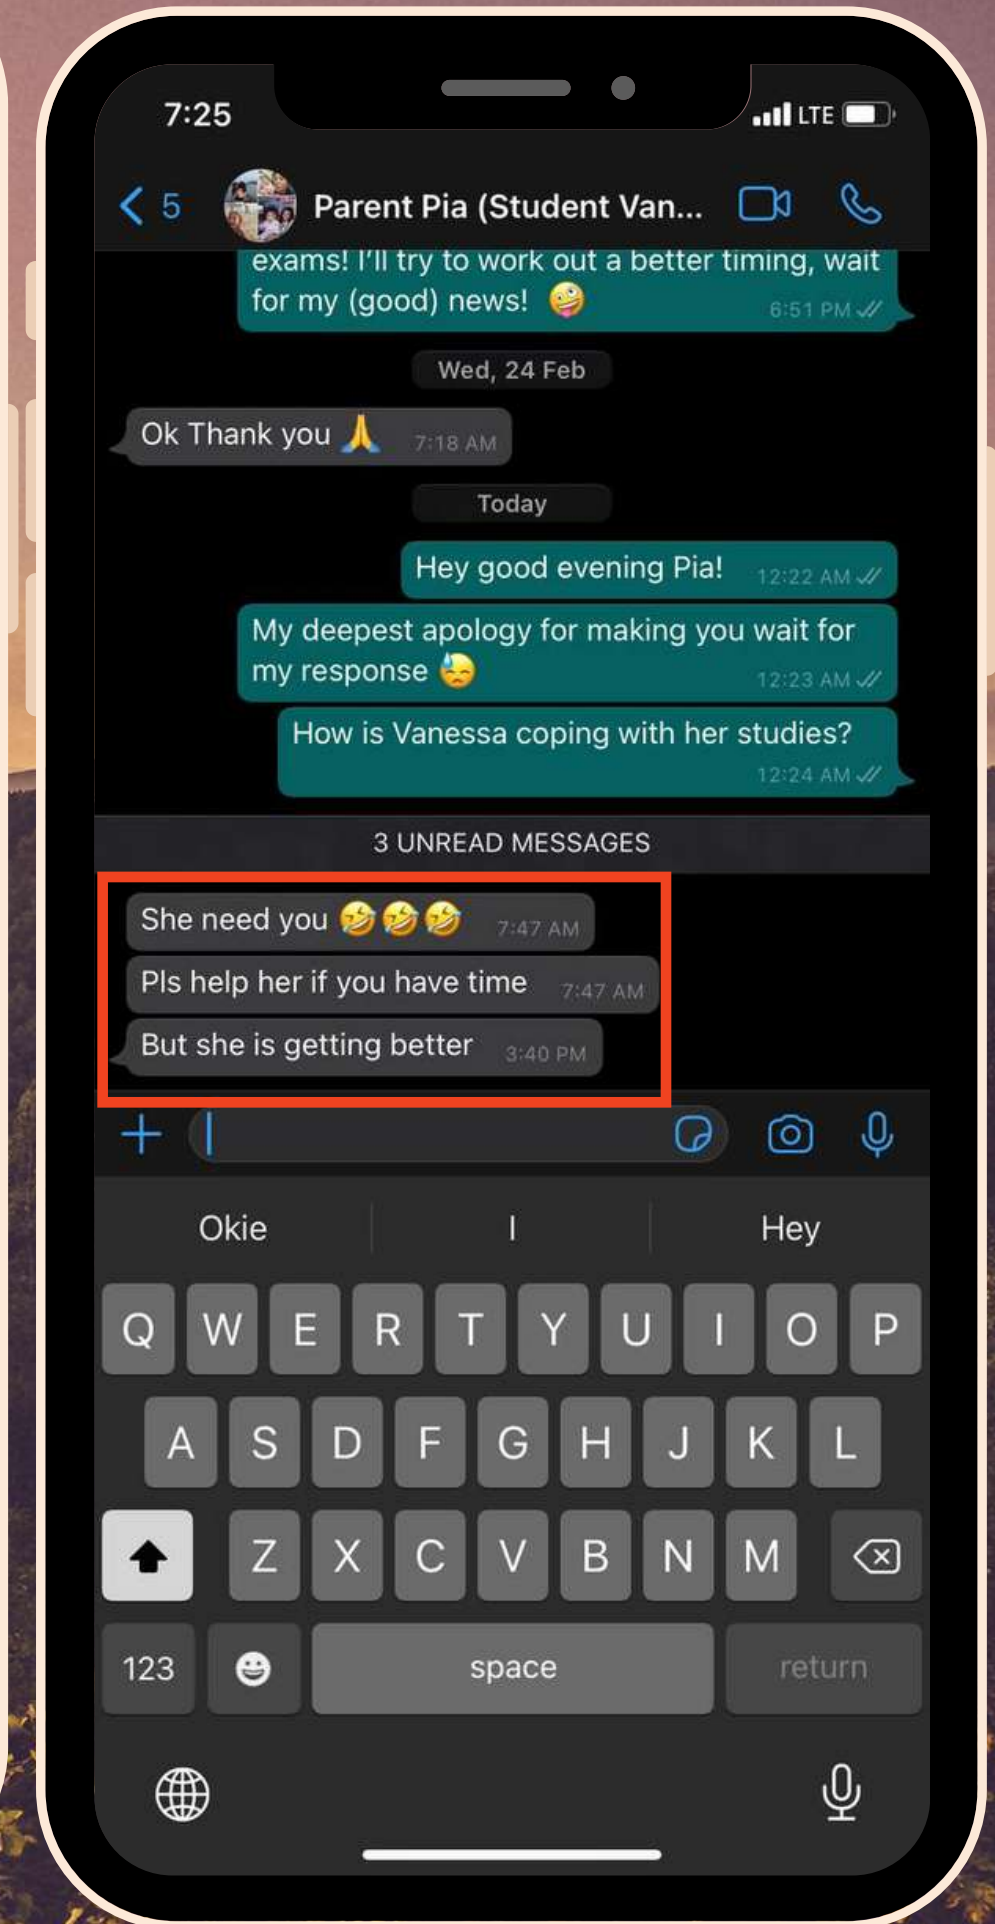 7:25
LTE
5
Parent Pia (Student Van...
exams! I'll try to work out a better timing, wait
for my (good) news! 🤪
6:51 PM
Wed, 24 Feb
Ok Thank you 🙏 7:18 AM
Today
Hey good evening Pia! 12:22 AM
My deepest apology for making you wait for
my response 😓 12:23 AM
How is Vanessa coping with her studies?
12:24 AM
3 UNREAD MESSAGES
She need you 🤣🤣🤣 7:47 AM
Pls help her if you have time 7:47 AM
But she is getting better 3:40 PM
Okie I Hey
Q W E R T Y U I O P
A S D F G H J K L
Z X C V B N M
123 space return